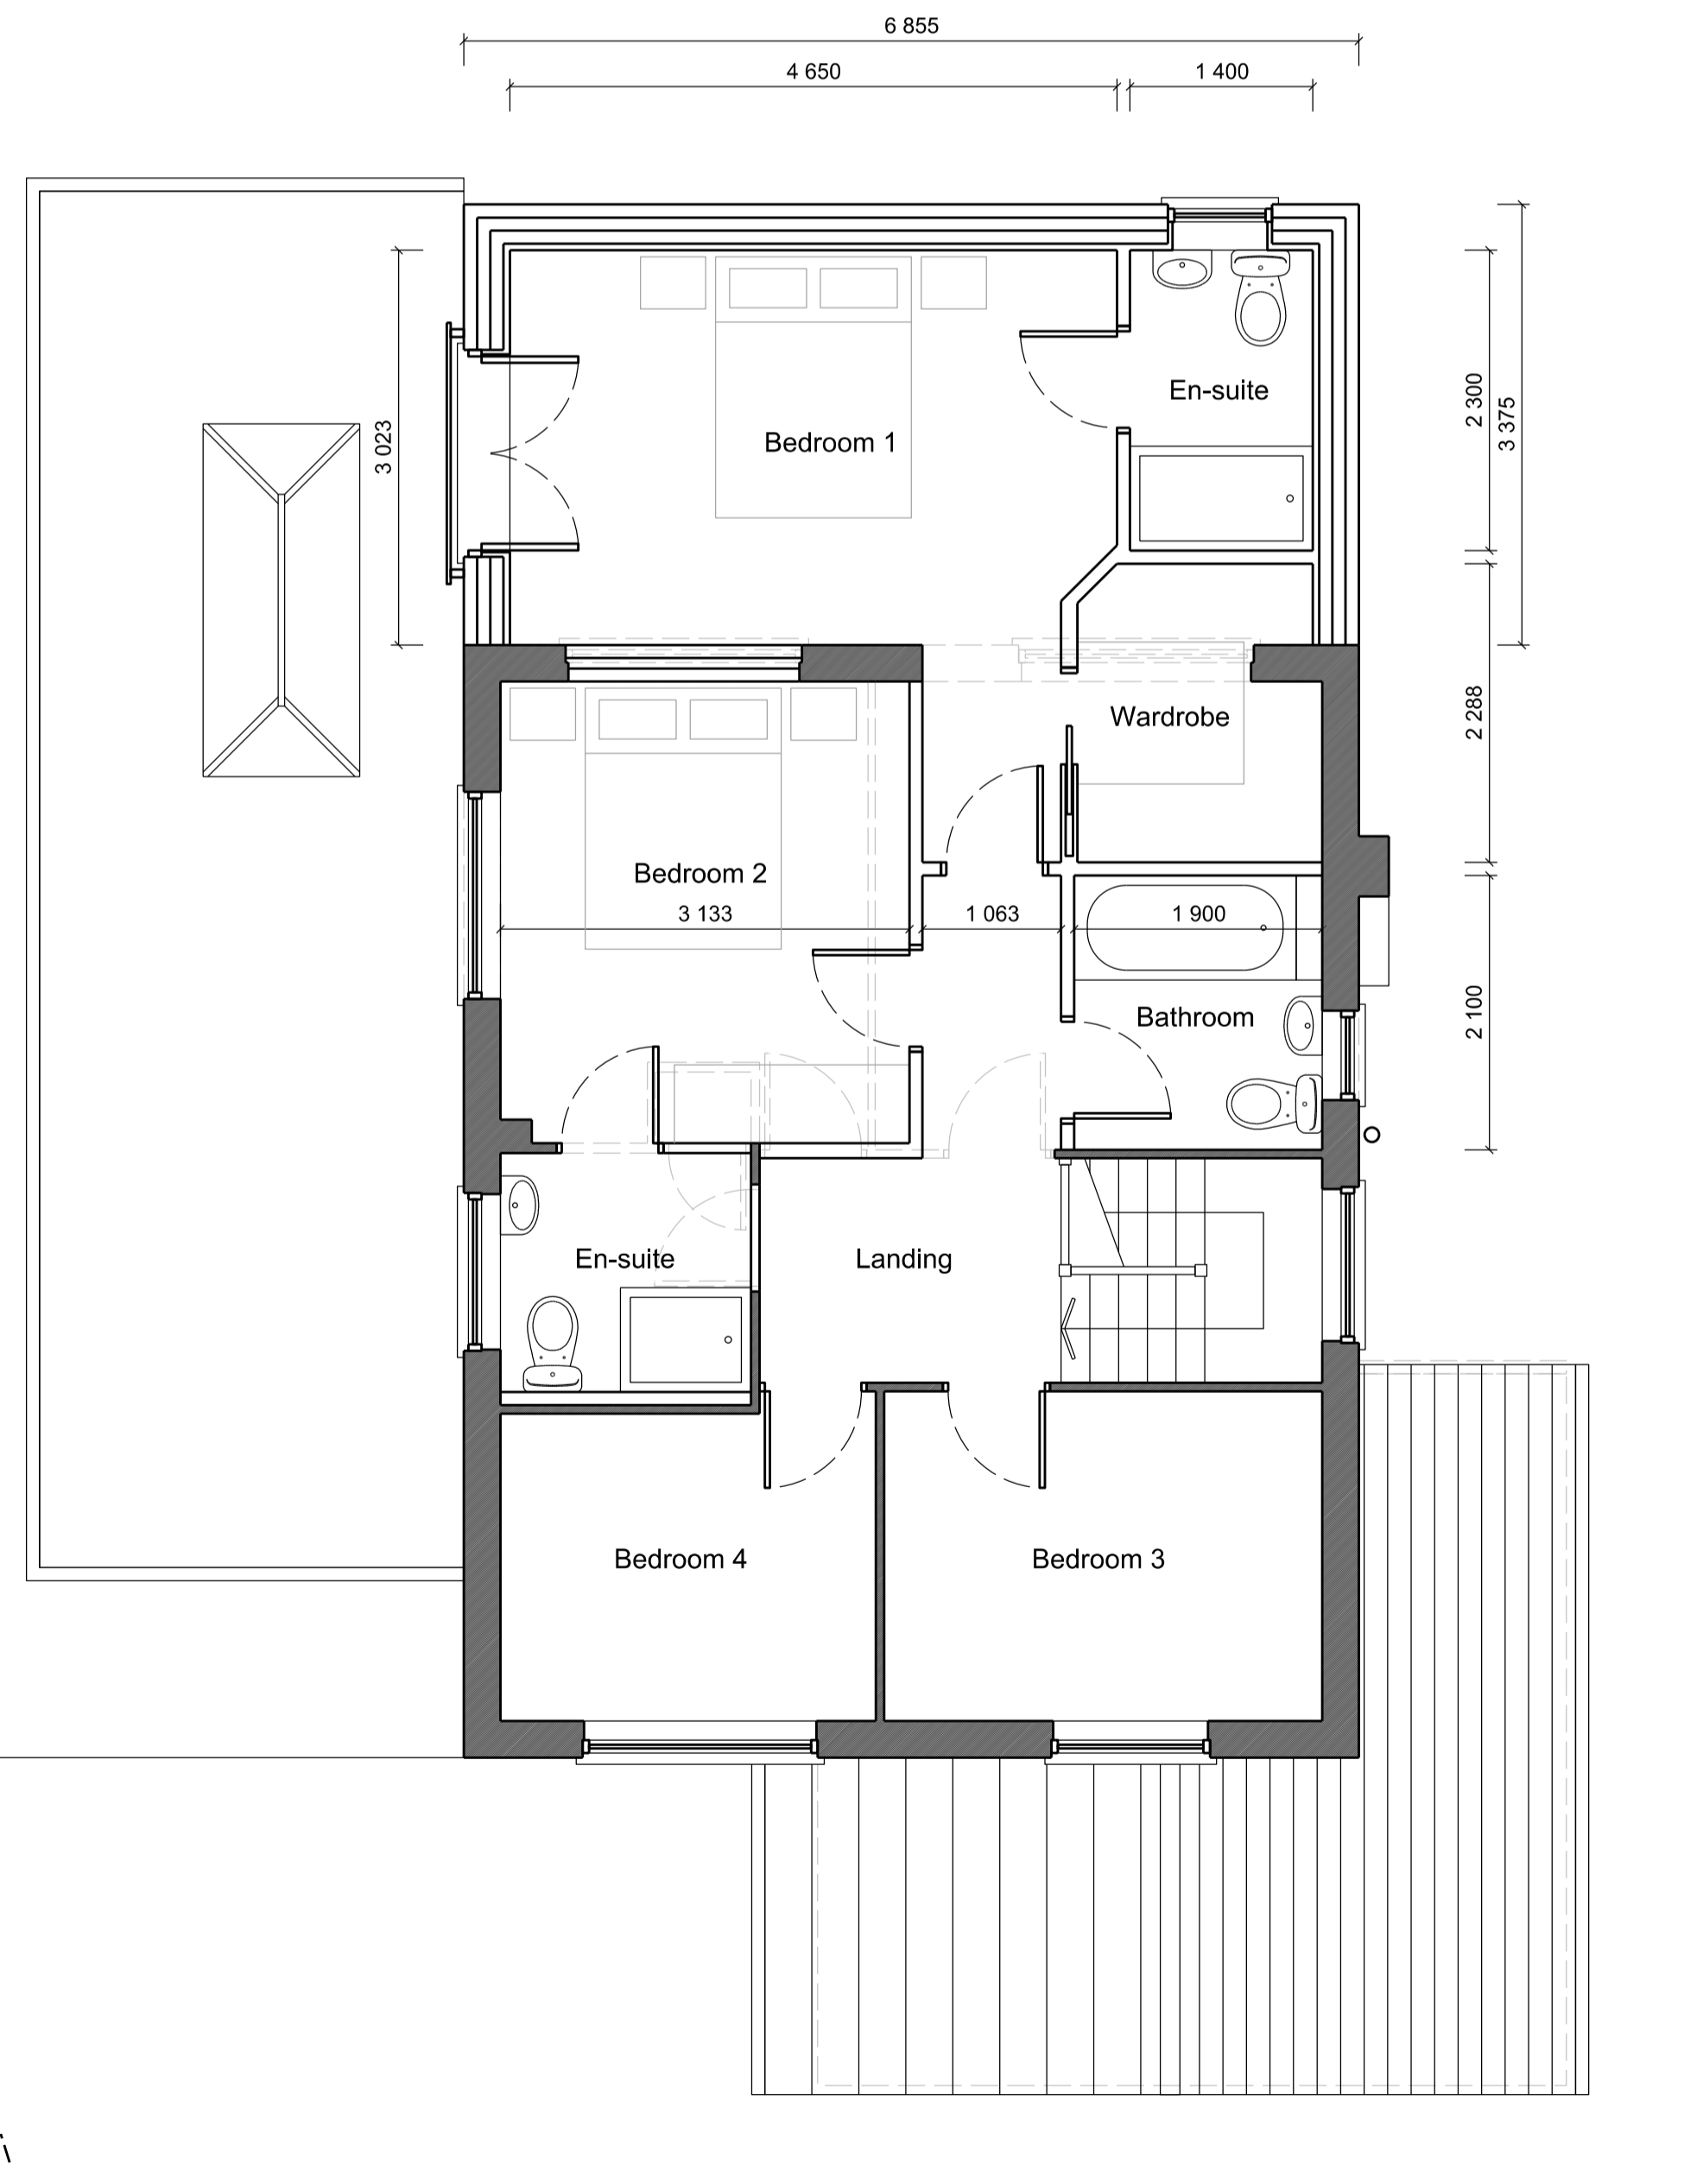 6 855
4 650
1 400
En-suite
2 300
3 375
3 023
Bedroom 1
Wardrobe
2 288
Bedroom 2
3 133
1 063
1 900
Bathroom
2 100
En-suite
Landing
Bedroom 4
Bedroom 3